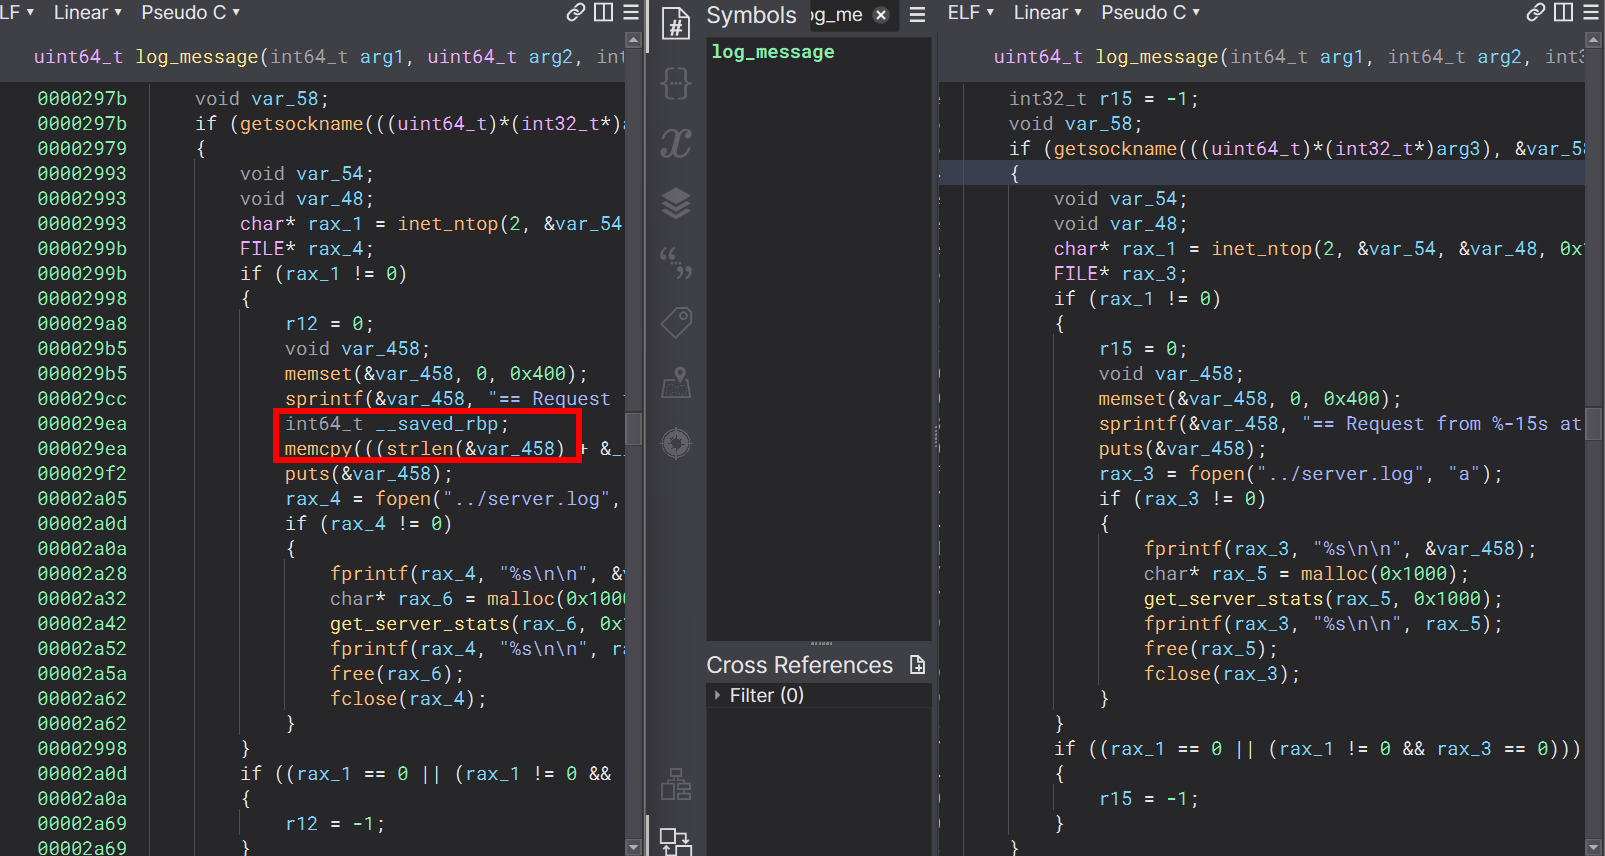 LF ▾ Linear ▾ Pseudo C ▾
uint64_t log_message(int64_t arg1, uint64_t arg2, int
0000297b void var_58;
0000297b if (getsockname(((uint64_t)*(int32_t*)a
00002979 {
00002993 void var_54;
00002993 void var_48;
00002993 char* rax_1 = inet_ntop(2, &var_54
0000299b FILE* rax_4;
0000299b if (rax_1 != 0)
00002998 {
000029a8 r12 = 0;
000029b5 void var_458;
000029b5 memset(&var_458, 0, 0x400);
000029cc sprintf(&var_458, "== Request
000029ea int64_t __saved_rbp;
000029ea memcpy(((strlen(&var_458) + &_
000029f2 puts(&var_458);
00002a05 rax_4 = fopen("../server.log",
00002a0d if (rax_4 != 0)
00002a0a {
00002a28 fprintf(rax_4, "%s\n\n", &v
00002a32 char* rax_6 = malloc(0x1000
00002a42 get_server_stats(rax_6, 0x
00002a52 fprintf(rax_4, "%s\n\n", ra
00002a5a free(rax_6);
00002a62 fclose(rax_4);
00002a62 }
00002998 }
00002a0d if ((rax_1 == 0 || (rax_1 != 0 &&
00002a0a {
00002a69 r12 = -1;
00002a69 }
Symbols og_me
log_message
Cross References
Filter (0)
ELF ▾ Linear ▾ Pseudo C ▾
uint64_t log_message(int64_t arg1, int64_t arg2, int3
int32_t r15 = -1;
void var_58;
if (getsockname(((uint64_t)*(int32_t*)arg3), &var_58
{
void var_54;
void var_48;
char* rax_1 = inet_ntop(2, &var_54, &var_48, 0x
FILE* rax_3;
if (rax_1 != 0)
{
r15 = 0;
void var_458;
memset(&var_458, 0, 0x400);
sprintf(&var_458, "== Request from %-15s at
puts(&var_458);
rax_3 = fopen("../server.log", "a");
if (rax_3 != 0)
{
fprintf(rax_3, "%s\n\n", &var_458);
char* rax_5 = malloc(0x1000);
get_server_stats(rax_5, 0x1000);
fprintf(rax_3, "%s\n\n", rax_5);
free(rax_5);
fclose(rax_3);
}
}
if ((rax_1 == 0 || (rax_1 != 0 && rax_3 == 0)))
{
r15 = -1;
}
}